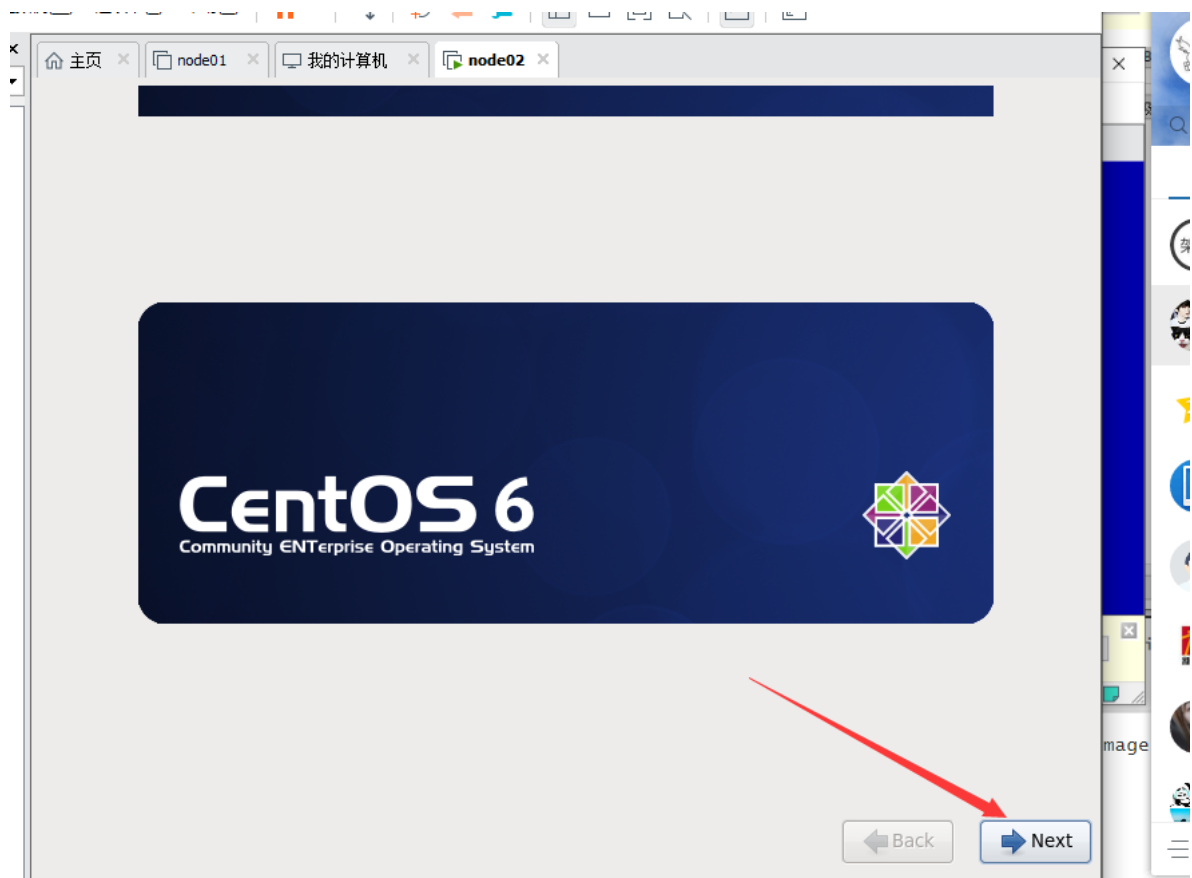 主页
node01
我的计算机
node02
CentOS 6
Community ENTerprise Operating System
mage
Back
Next